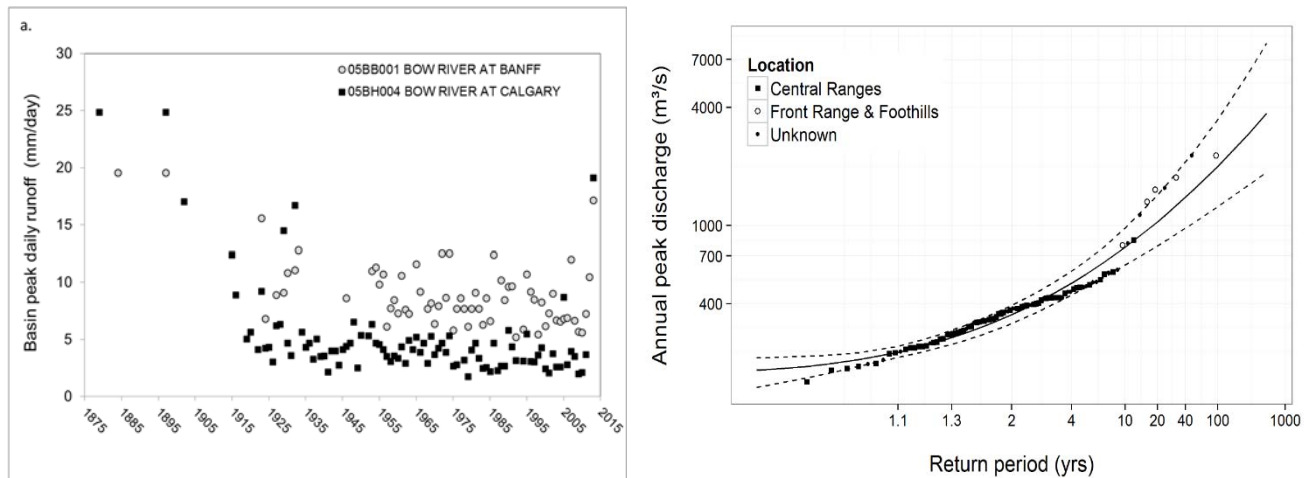 a.
30
25
20
15
10
5
0
Basin peak daily runoff (mm/day)
05BB001 BOW RIVER AT BANFF
05BH004 BOW RIVER AT CALGARY
1875 1885 1895 1905 1915 1925 1935 1945 1955 1965 1975 1985 1995 2005 2015
Annual peak discharge (m³/s)
7000
4000
1000
700
400
Location
Central Ranges
Front Range & Foothills
Unknown
1.1 1.3 2 4 10 20 40 100 1000
Return period (yrs)